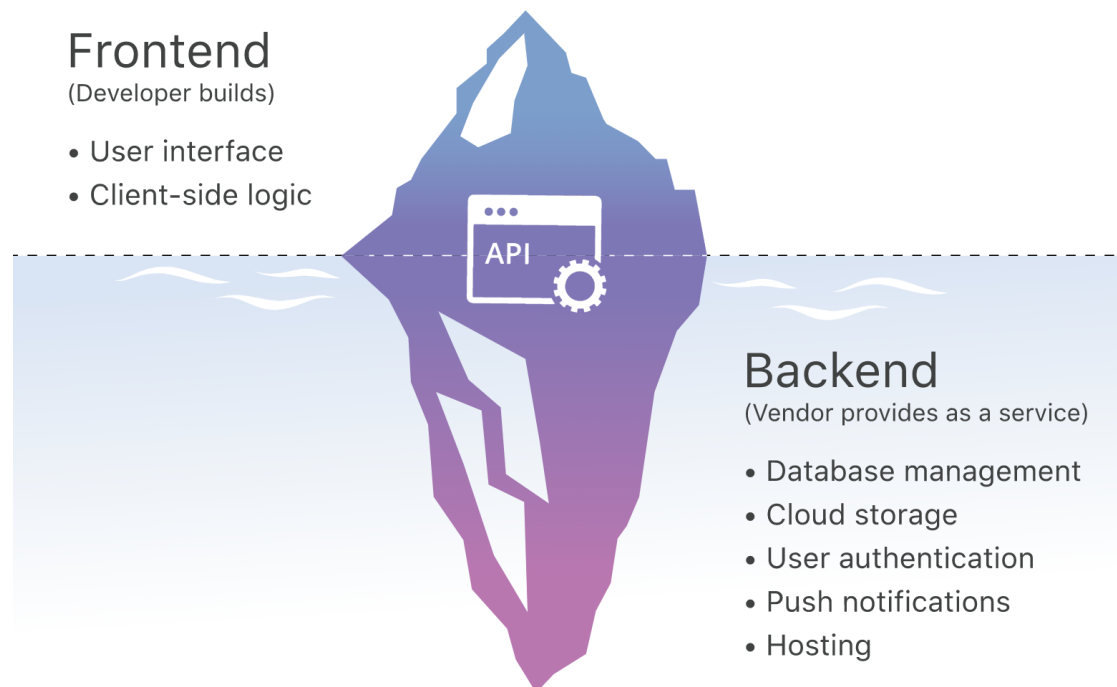 Frontend
(Developer builds)
• User interface
• Client-side logic
API
Backend
(Vendor provides as a service)
• Database management
• Cloud storage
• User authentication
• Push notifications
• Hosting